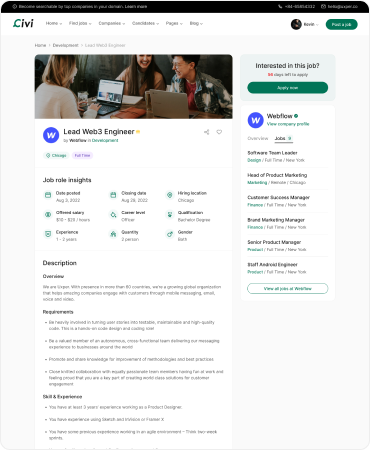 Become searchable by top companies in your domain. Learn more
+84-04854333
hello@uxper.co
Civi
Home
Find jobs
Companies
Candidates
Pages
Blog
Kevin
Post a job
Home
Development
Lead Web3 Engineer
Lead Web3 Engineer
by Webflow in Development
Chicago
Full Time
Job role insights
Date posted
Aug 3, 2022
Closing date
Aug 28, 2022
Hiring location
Chicago
Offered salary
$10 - $25 / hours
Career level
Officer
Qualification
Bachelor Degree
Experience
1 - 2 years
Quantity
2 person
Gender
Both
Description
Overview
We are Uxper. With presence in more than 60 countries, we're a growing global organization
that helps amazing companies engage with customers through mobile messaging, email,
voice and video.
Requirements
Be heavily involved in turning user stories into testable, maintainable and high-quality
code. This is a hands-on code design and coding role!
Be a valued member of an autonomous, cross-functional team delivering our messaging
experience to businesses around the world
Promote and share knowledge for improvement of methodologies and best practices
Close knitted collaboration with equally passionate team members having fun at work and
feeling proud that you are a key part of creating world class solutions for customer
engagement
Skill & Experience
You have at least 3 years' experience working as a Product Designer.
You have experience using Sketch and InVision or Framer X
You have some previous experience working in an agile environment – Think two-week
sprints.
Interested in this job?
days left to apply
Apply now
Webflow
View company profile
Overview
Jobs
Software Team Leader
Design / Full Time / New York
Head of Product Marketing
Marketing / Remote / Chicago
Customer Success Manager
Finance / Full Time / New York
Brand Marketing Manager
Finance / Full Time / New York
Senior Product Manager
Product / Full Time / New York
Staff Android Engineer
Product / Full Time / New York
View all jobs at Webflow